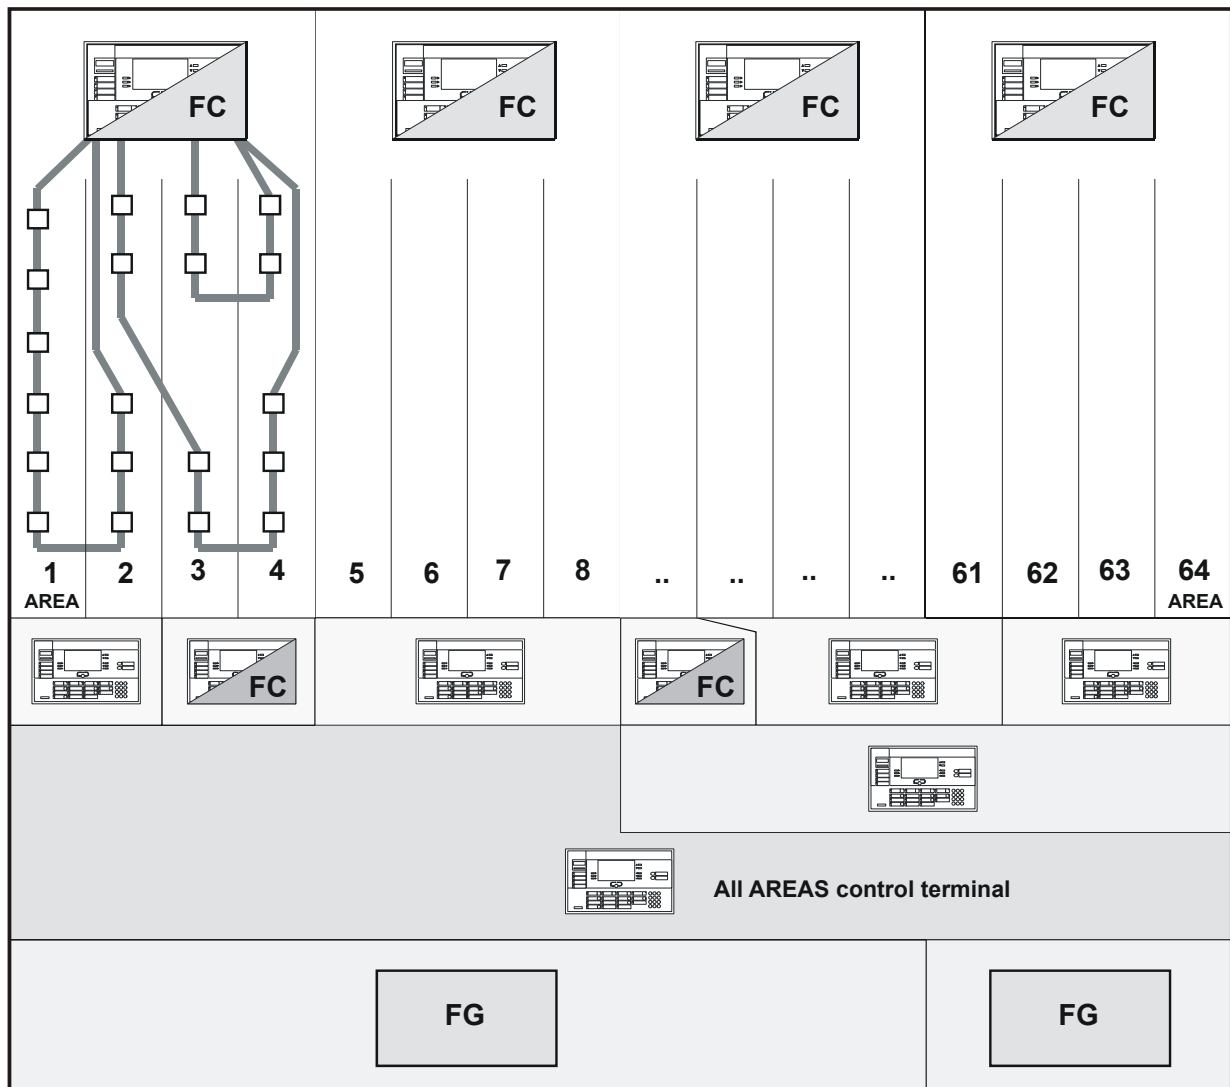 FC FC FC FC
1 2 3 4 5 6 7 8 .. .. .. .. 61 62 63 64
AREA AREA
FC FC
All AREAS control terminal
FG FG